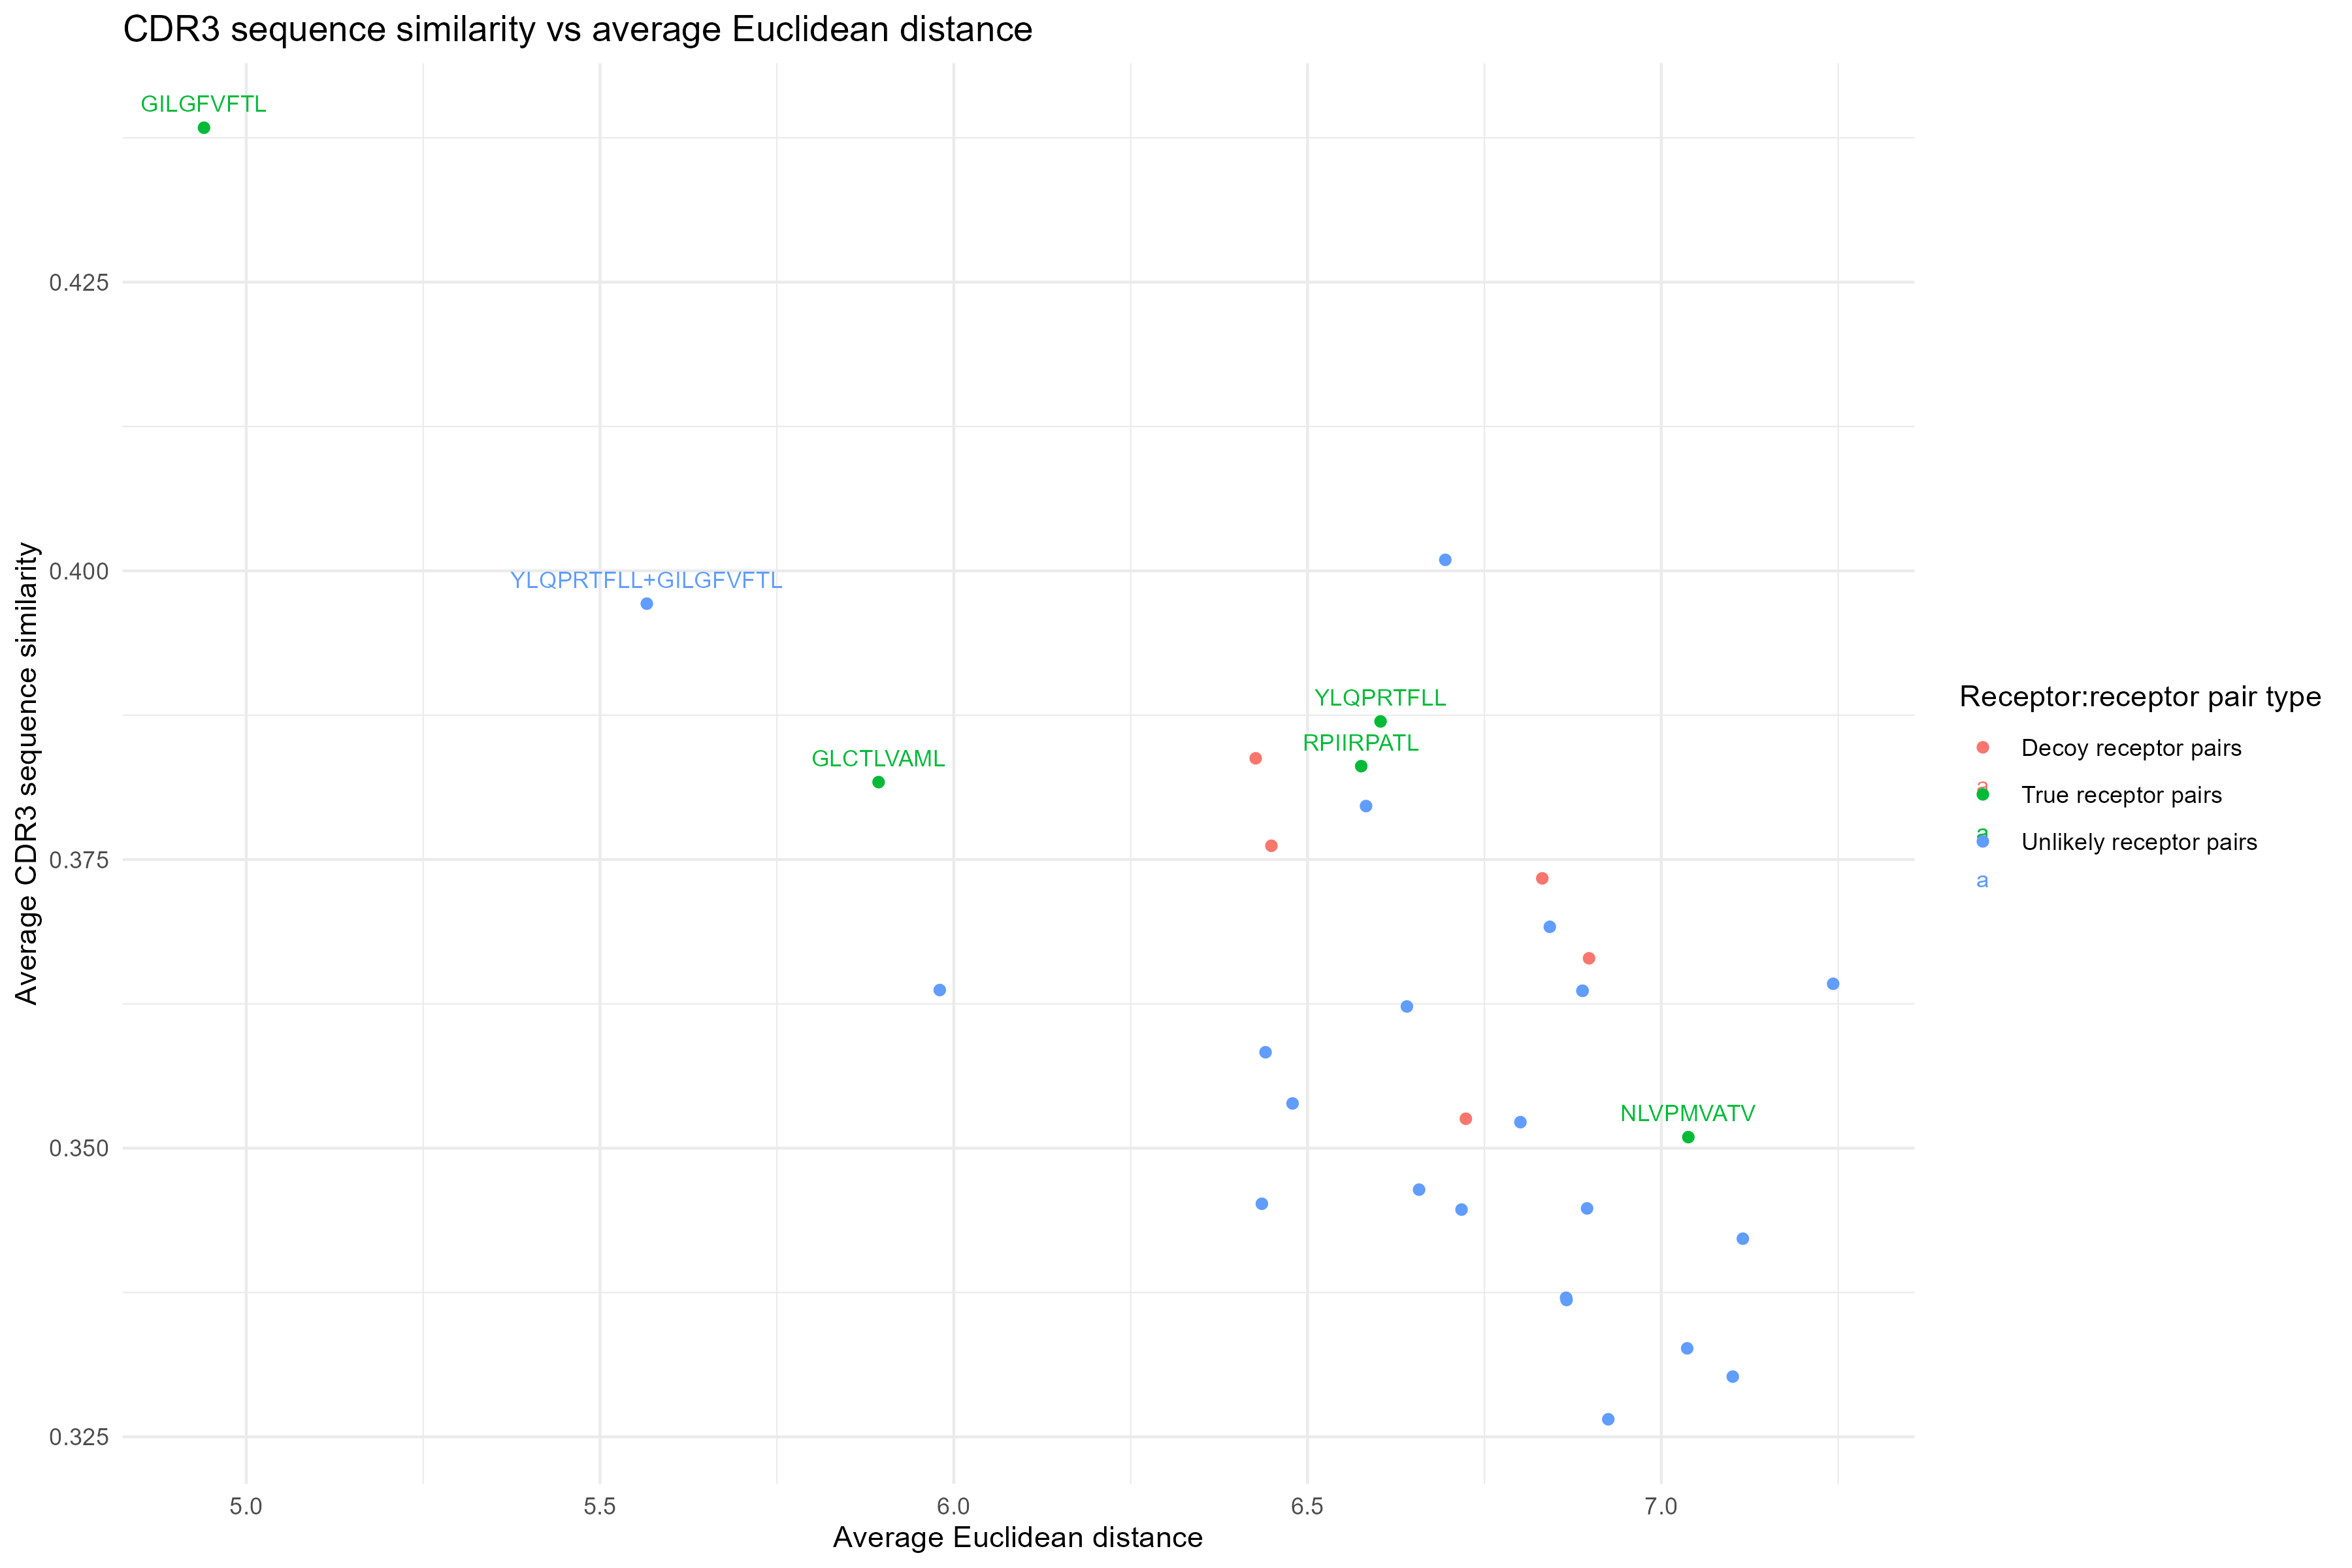 CDR3 sequence similarity vs average Euclidean distance
GILGFVFTL
0.425
0.400
YLQPRTFLL+GILGFVFTL
YLQPRTFLL
RPIIRPATL
GLCTLVAML
0.375
NLVPMVATV
0.350
0.325
Average CDR3 sequence similarity
5.0
5.5
6.0
6.5
7.0
Average Euclidean distance
Receptor:receptor pair type
Decoy receptor pairs
a
True receptor pairs
a
Unlikely receptor pairs
a